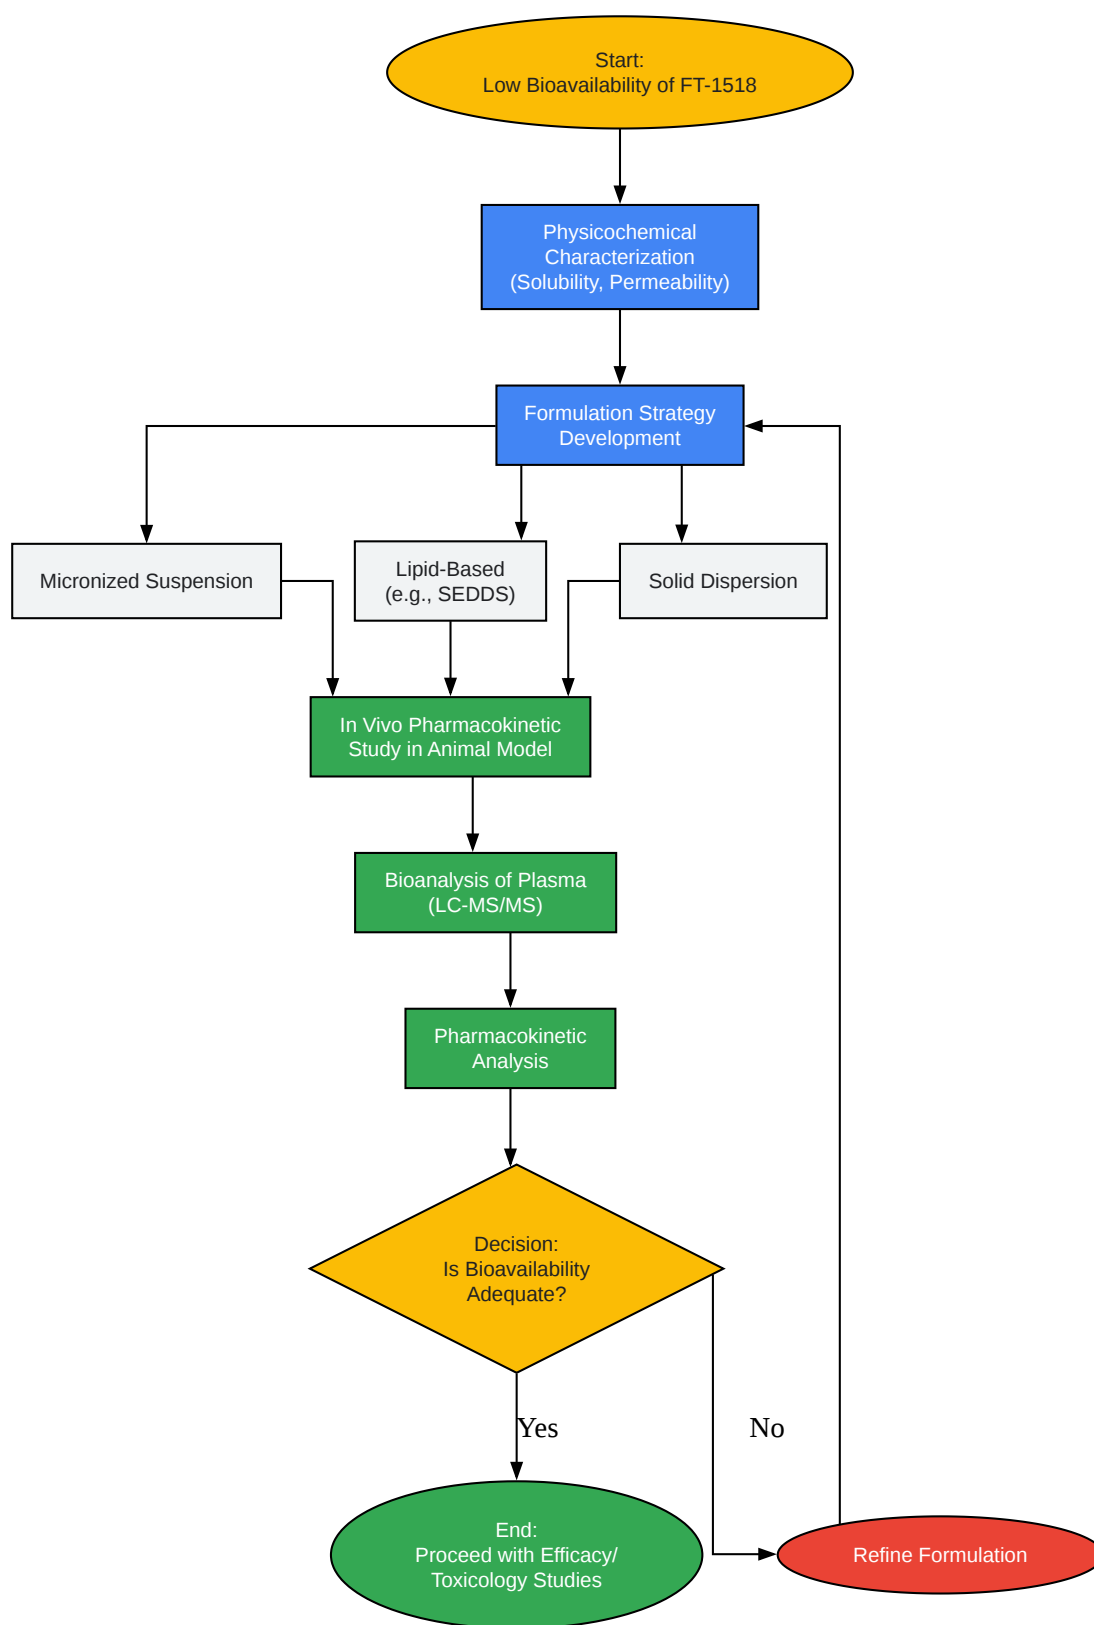 Start:
Low Bioavailability of FT-1518
Physicochemical
Characterization
(Solubility, Permeability)
Formulation Strategy
Development
Micronized Suspension
Lipid-Based
(e.g., SEDDS)
Solid Dispersion
In Vivo Pharmacokinetic
Study in Animal Model
Bioanalysis of Plasma
(LC-MS/MS)
Pharmacokinetic
Analysis
Decision:
Is Bioavailability
Adequate?
Yes
No
End:
Proceed with Efficacy/
Toxicology Studies
Refine Formulation